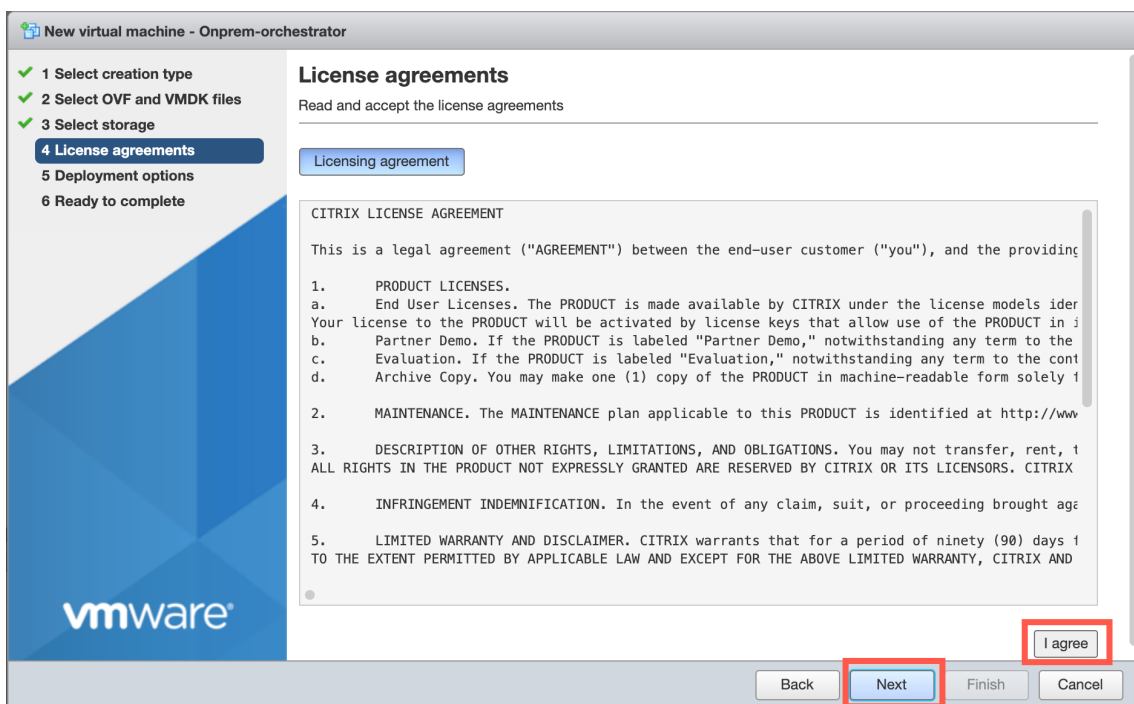 New virtual machine - Onprem-orchestrator
1 Select creation type
2 Select OVF and VMDK files
3 Select storage
4 License agreements
5 Deployment options
6 Ready to complete
vmware®
License agreements
Read and accept the license agreements
Licensing agreement
CITRIX LICENSE AGREEMENT
This is a legal agreement ("AGREEMENT") between the end-user customer ("you"), and the providing
1. PRODUCT LICENSES.
a. End User Licenses. The PRODUCT is made available by CITRIX under the license models
Your license to the PRODUCT will be activated by license keys that allow use of the PRODUCT in
b. Partner Demo. If the PRODUCT is labeled "Partner Demo," notwithstanding any term to the
c. Evaluation. If the PRODUCT is labeled "Evaluation," notwithstanding any term to the
d. Archive Copy. You may make one (1) copy of the PRODUCT in machine-readable form solely
2. MAINTENANCE. The MAINTENANCE plan applicable to this PRODUCT is identified at http://www
3. DESCRIPTION OF OTHER RIGHTS, LIMITATIONS, AND OBLIGATIONS. You may not transfer, rent,
ALL RIGHTS IN THE PRODUCT NOT EXPRESSLY GRANTED ARE RESERVED BY CITRIX OR ITS LICENSORS. CITRIX
4. INFRINGEMENT INDEMNIFICATION. In the event of any claim, suit, or proceeding brought
5. LIMITED WARRANTY AND DISCLAIMER. CITRIX warrants that for a period of ninety (90) days
TO THE EXTENT PERMITTED BY APPLICABLE LAW AND EXCEPT FOR THE ABOVE LIMITED WARRANTY, CITRIX AND
I agree
Back
Next
Finish
Cancel